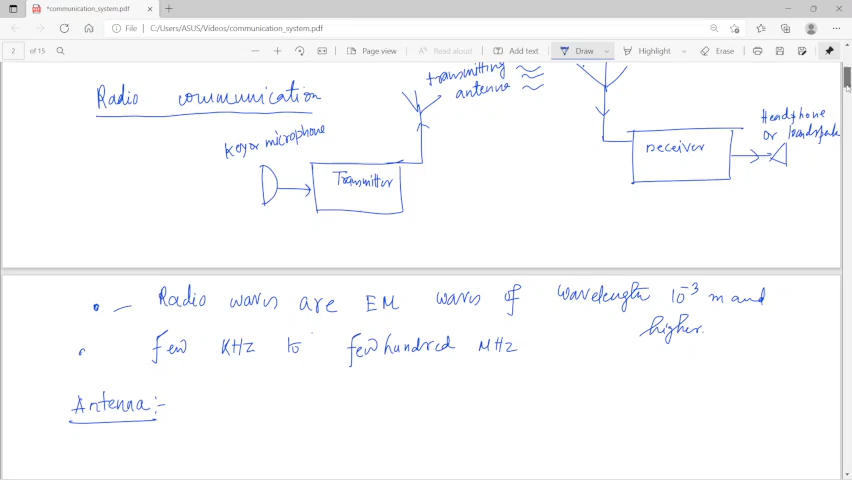 *communication_system.pdf
File | C:/Users/ASUS/Videos/communication_system.pdf
2 of 15 Page view Read aloud Add text Draw Highlight Erase
Radio communication
transmitting
antenna
Key or microphone
Transmitter
receiver
Headphone
or loudspeake
Radio waves are EM waves of wavelength 10⁻³ m and
higher.
few KHz to few hundred MHz
Antenna:-